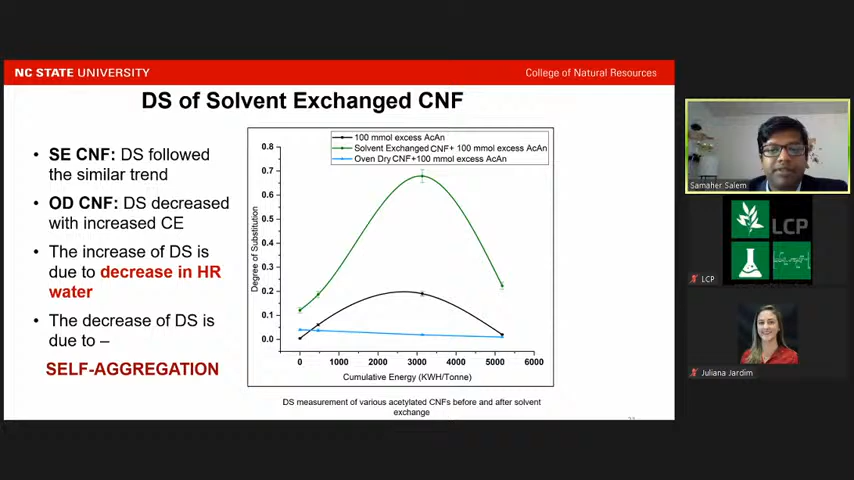 NC STATE UNIVERSITY
College of Natural Resources
DS of Solvent Exchanged CNF
• SE CNF: DS followed
the similar trend
• OD CNF: DS decreased
with increased CE
• The increase of DS is
due to decrease in HR
water
• The decrease of DS is
due to –
SELF-AGGREGATION
100 mmol excess AcAn
Solvent Exchanged CNF+ 100 mmol excess AcAn
Oven Dry CNF+100 mmol excess AcAn
Degree of Substitution
0.8
0.7
0.6
0.5
0.4
0.3
0.2
0.1
0.0
0 1000 2000 3000 4000 5000 6000
Cumulative Energy (KWH/Tonne)
DS measurement of various acetylated CNFs before and after solvent
exchange
Samaher Salem
LCP
LCP
Juliana Jardim